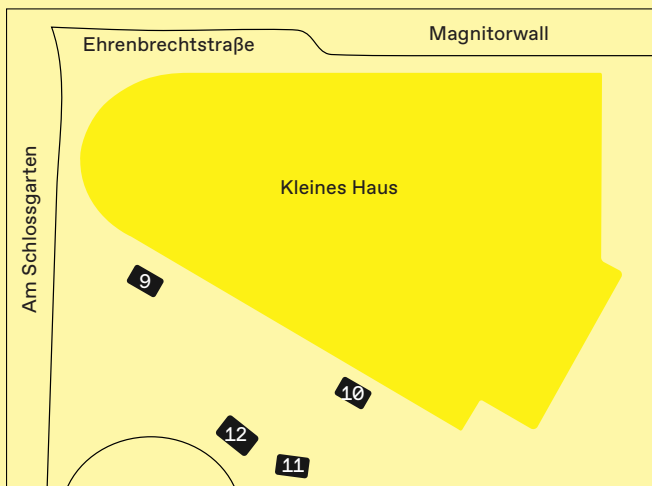 Magnitorwall
Ehrenbrechtstraße
Am Schlossgarten
Kleines Haus
9
10
12
11